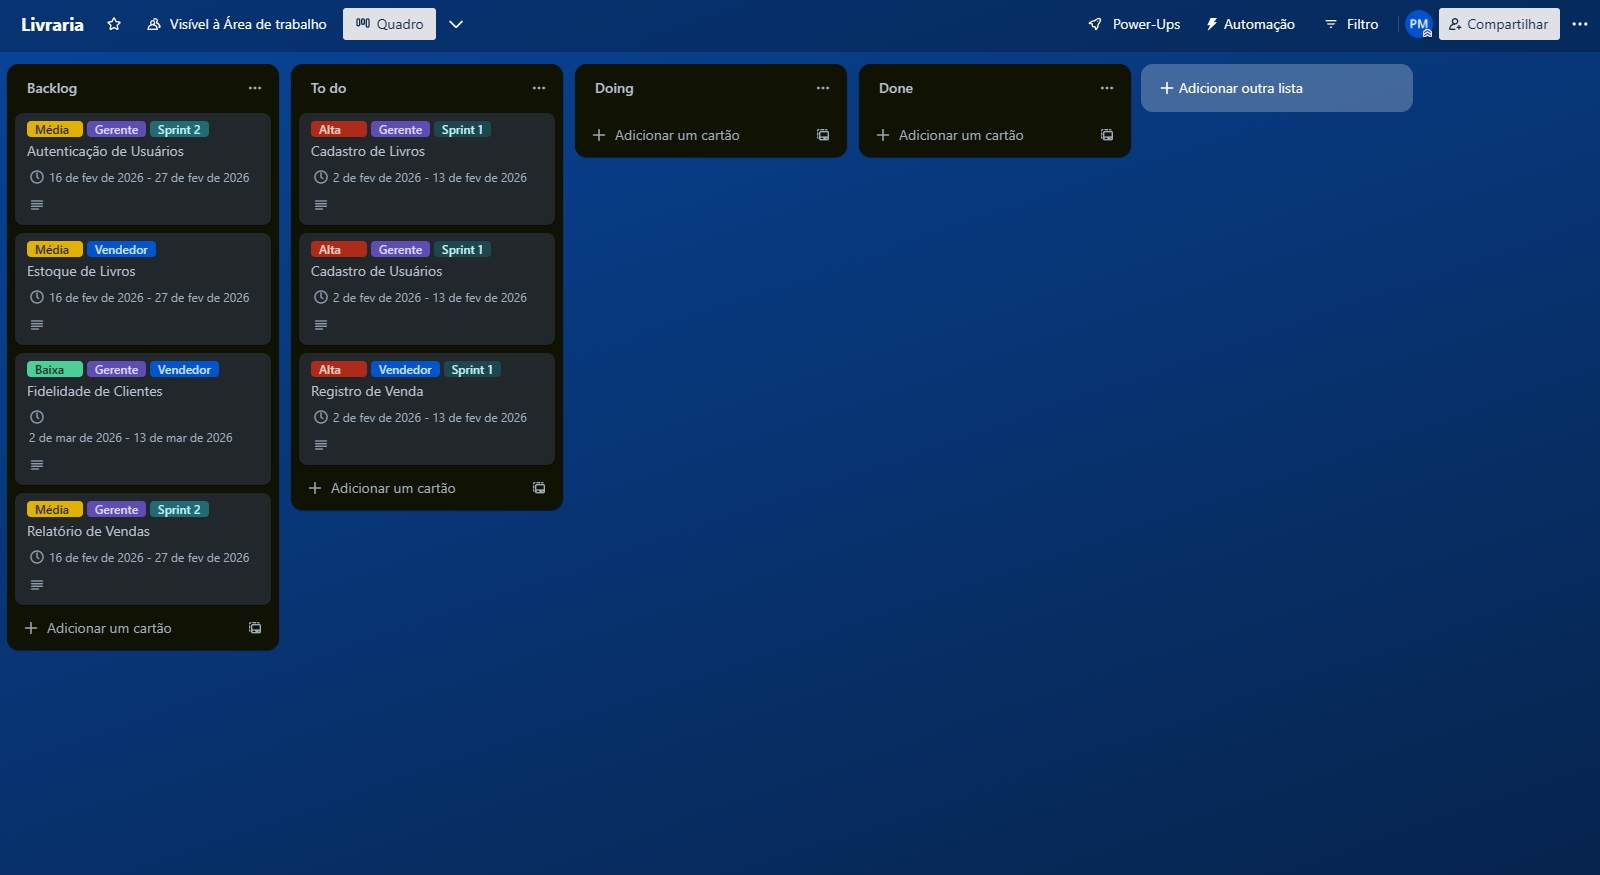 Livraria
Visível à Área de trabalho
Quadro
Power-Ups
Automação
Filtro
PM
Compartilhar
Backlog
Média Gerente Sprint 2
Autenticação de Usuários
16 de fev de 2026 - 27 de fev de 2026
Média Vendedor
Estoque de Livros
16 de fev de 2026 - 27 de fev de 2026
Baixa Gerente Vendedor
Fidelidade de Clientes
2 de mar de 2026 - 13 de mar de 2026
Média Gerente Sprint 2
Relatório de Vendas
16 de fev de 2026 - 27 de fev de 2026
Adicionar um cartão
To do
Alta Gerente Sprint 1
Cadastro de Livros
2 de fev de 2026 - 13 de fev de 2026
Alta Gerente Sprint 1
Cadastro de Usuários
2 de fev de 2026 - 13 de fev de 2026
Alta Vendedor Sprint 1
Registro de Venda
2 de fev de 2026 - 13 de fev de 2026
Adicionar um cartão
Doing
Adicionar um cartão
Done
Adicionar um cartão
Adicionar outra lista